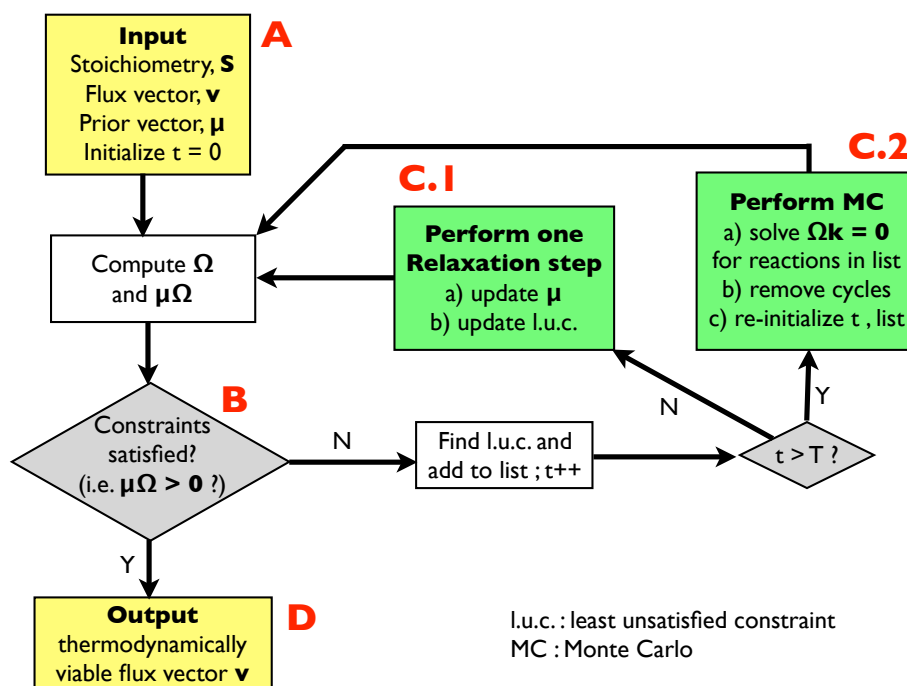 A
Input
Stoichiometry, S
Flux vector, v
Prior vector, μ
Initialize t = 0
C.1
C.2
Compute Ω
and μΩ
Perform one
Relaxation step
a) update μ
b) update l.u.c.
Perform MC
a) solve Ωk = 0
for reactions in list
b) remove cycles
c) re-initialize t , list
B
Constraints
satisfied?
(i.e. μΩ > 0 ?)
N
Find l.u.c. and
add to list ; t++
N
Y
t > T ?
Y
D
Output
thermodynamically
viable flux vector v
l.u.c. : least unsatisfied constraint
MC : Monte Carlo